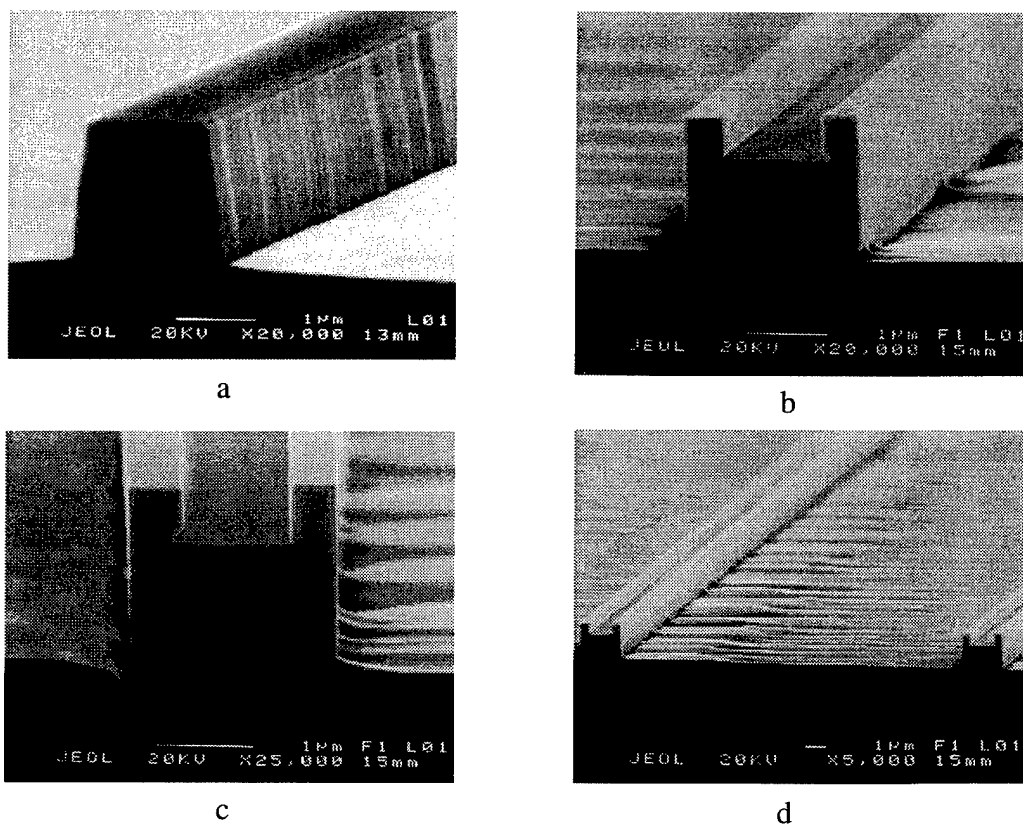 1μm L01
JEOL 20KV X20,000 13mm
a
1μm F1 L01
JEOL 20KV X20,000 15mm
b
1μm F1 L01
JEOL 20KV X25,000 15mm
c
1μm F1 L01
JEOL 20KV X5,000 15mm
d